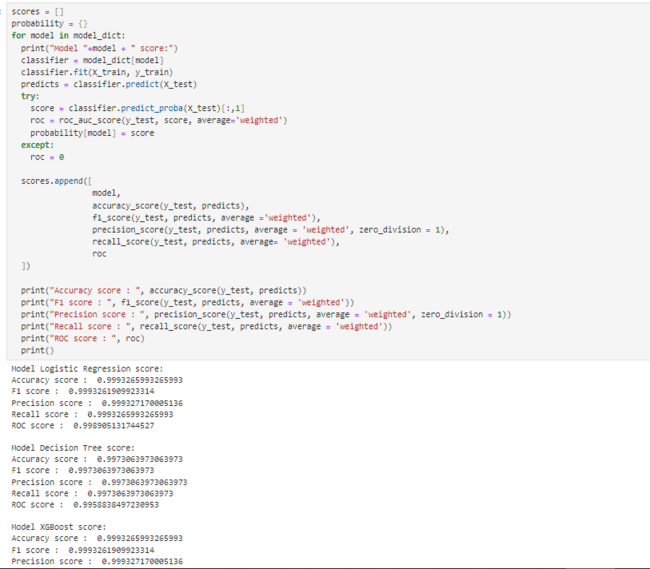 scores = []
probability = {}
for model in model_dict:
  print("Model "+model + " score:")
  classifier = model_dict[model]
  classifier.fit(X_train, y_train)
  predicts = classifier.predict(X_test)
  try:
    score = classifier.predict_proba(X_test)[:,1]
    roc = roc_auc_score(y_test, score, average='weighted')
    probability[model] = score
  except:
    roc = 0
  scores.append([
                model,
                accuracy_score(y_test, predicts),
                f1_score(y_test, predicts, average ='weighted'),
                precision_score(y_test, predicts, average = 'weighted', zero_division = 1),
                recall_score(y_test, predicts, average= 'weighted'),
                roc
  ])
  print("Accuracy score : ", accuracy_score(y_test, predicts))
  print("F1 score : ", f1_score(y_test, predicts, average = 'weighted'))
  print("Precision score : ", precision_score(y_test, predicts, average = 'weighted', zero_division = 1))
  print("Recall score : ", recall_score(y_test, predicts, average = 'weighted'))
  print("ROC score : ", roc)
  print()
Model Logistic Regression score:
Accuracy score :  0.9993265993265993
F1 score :  0.9993261909923314
Precision score :  0.999327170005136
Recall score :  0.9993265993265993
ROC score :  0.998905131744527
Model Decision Tree score:
Accuracy score :  0.9973063973063973
F1 score :  0.9973063973063973
Precision score :  0.9973063973063973
Recall score :  0.9973063973063973
ROC score :  0.9958838497230953
Model XGBoost score:
Accuracy score :  0.9993265993265993
F1 score :  0.9993261909923314
Precision score :  0.999327170005136